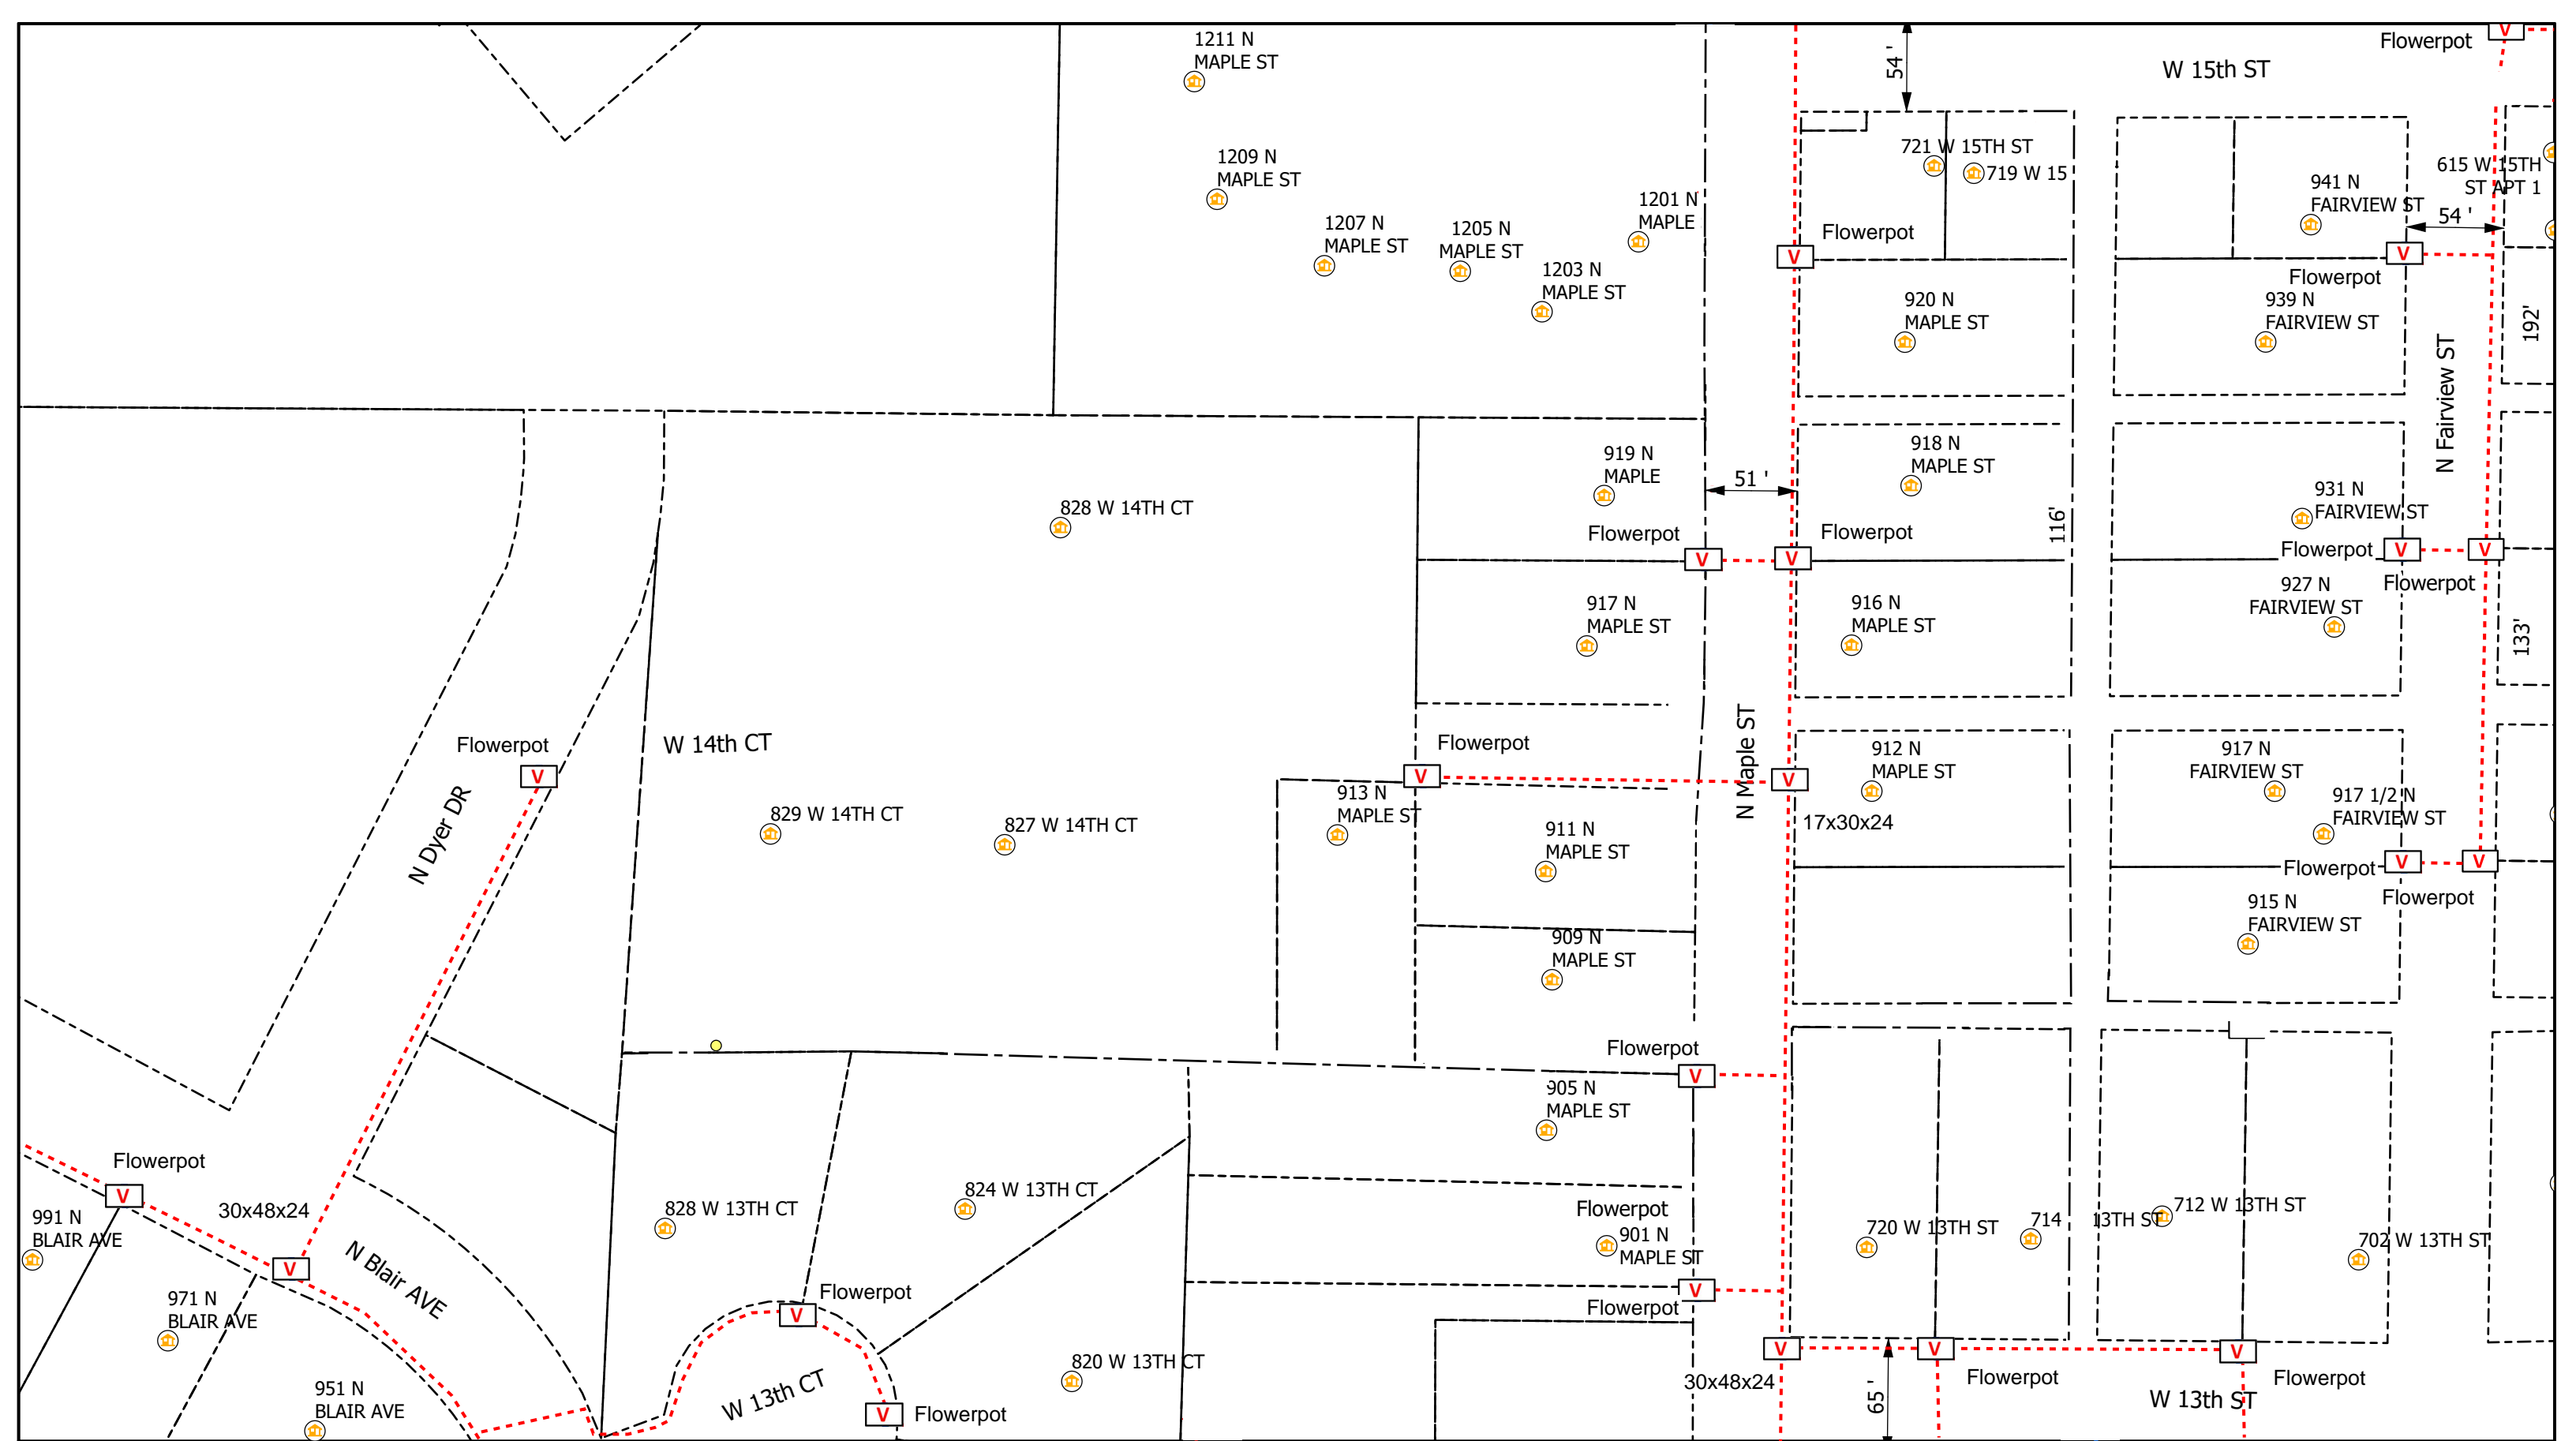 1211 N
MAPLE ST
54 '
W 15th ST
Flowerpot
V
1209 N
MAPLE ST
721 W 15TH ST
719 W 15
615 W 15TH
ST APT 1
941 N
FAIRVIEW ST
54 '
1207 N
MAPLE ST
1205 N
MAPLE ST
1201 N
MAPLE
1203 N
MAPLE ST
Flowerpot
V
V
Flowerpot
920 N
MAPLE ST
939 N
FAIRVIEW ST
192'
N Fairview ST
919 N
MAPLE
918 N
MAPLE ST
51 '
828 W 14TH CT
931 N
FAIRVIEW ST
116'
Flowerpot
V
V
Flowerpot
Flowerpot
V
V
Flowerpot
917 N
MAPLE ST
916 N
MAPLE ST
927 N
FAIRVIEW ST
133'
Flowerpot
V
W 14th CT
Flowerpot
V
V
N Maple ST
17x30x24
912 N
MAPLE ST
917 N
FAIRVIEW ST
917 1/2 N
FAIRVIEW ST
N Dyer DR
829 W 14TH CT
827 W 14TH CT
913 N
MAPLE ST
911 N
MAPLE ST
Flowerpot
V
V
Flowerpot
909 N
MAPLE ST
915 N
FAIRVIEW ST
Flowerpot
V
905 N
MAPLE ST
Flowerpot
V
30x48x24
V
991 N
BLAIR AVE
N Blair AVE
828 W 13TH CT
824 W 13TH CT
Flowerpot
901 N
MAPLE ST
720 W 13TH ST
714
13TH ST
712 W 13TH ST
702 W 13TH ST
971 N
BLAIR AVE
Flowerpot
V
V
Flowerpot
V
V
V
30x48x24
Flowerpot
Flowerpot
951 N
BLAIR AVE
W 13th CT
V
Flowerpot
820 W 13TH CT
65 '
W 13th ST